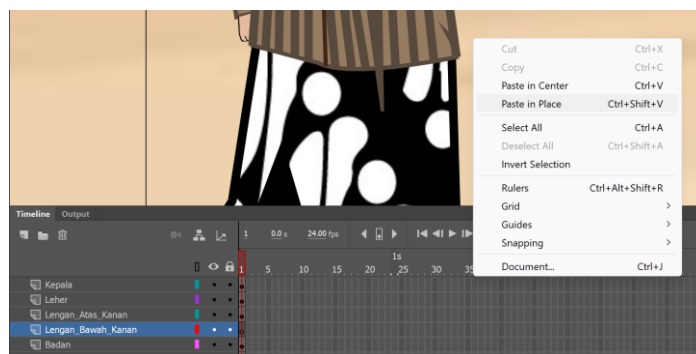 Cut Ctrl+X
Copy Ctrl+C
Paste in Center Ctrl+V
Paste in Place Ctrl+Shift+V
Select All Ctrl+A
Deselect All Ctrl+Shift+A
Invert Selection
Rulers Ctrl+Alt+Shift+R
Grid
Guides
Snapping
Document... Ctrl+J
Timeline Output
1 0.0 s 24.00 fps
1s
1 5 10 15 20 25 30 35
Kepala
Leher
Lengan_Atas_Kanan
Lengan_Bawah_Kanan
Badan